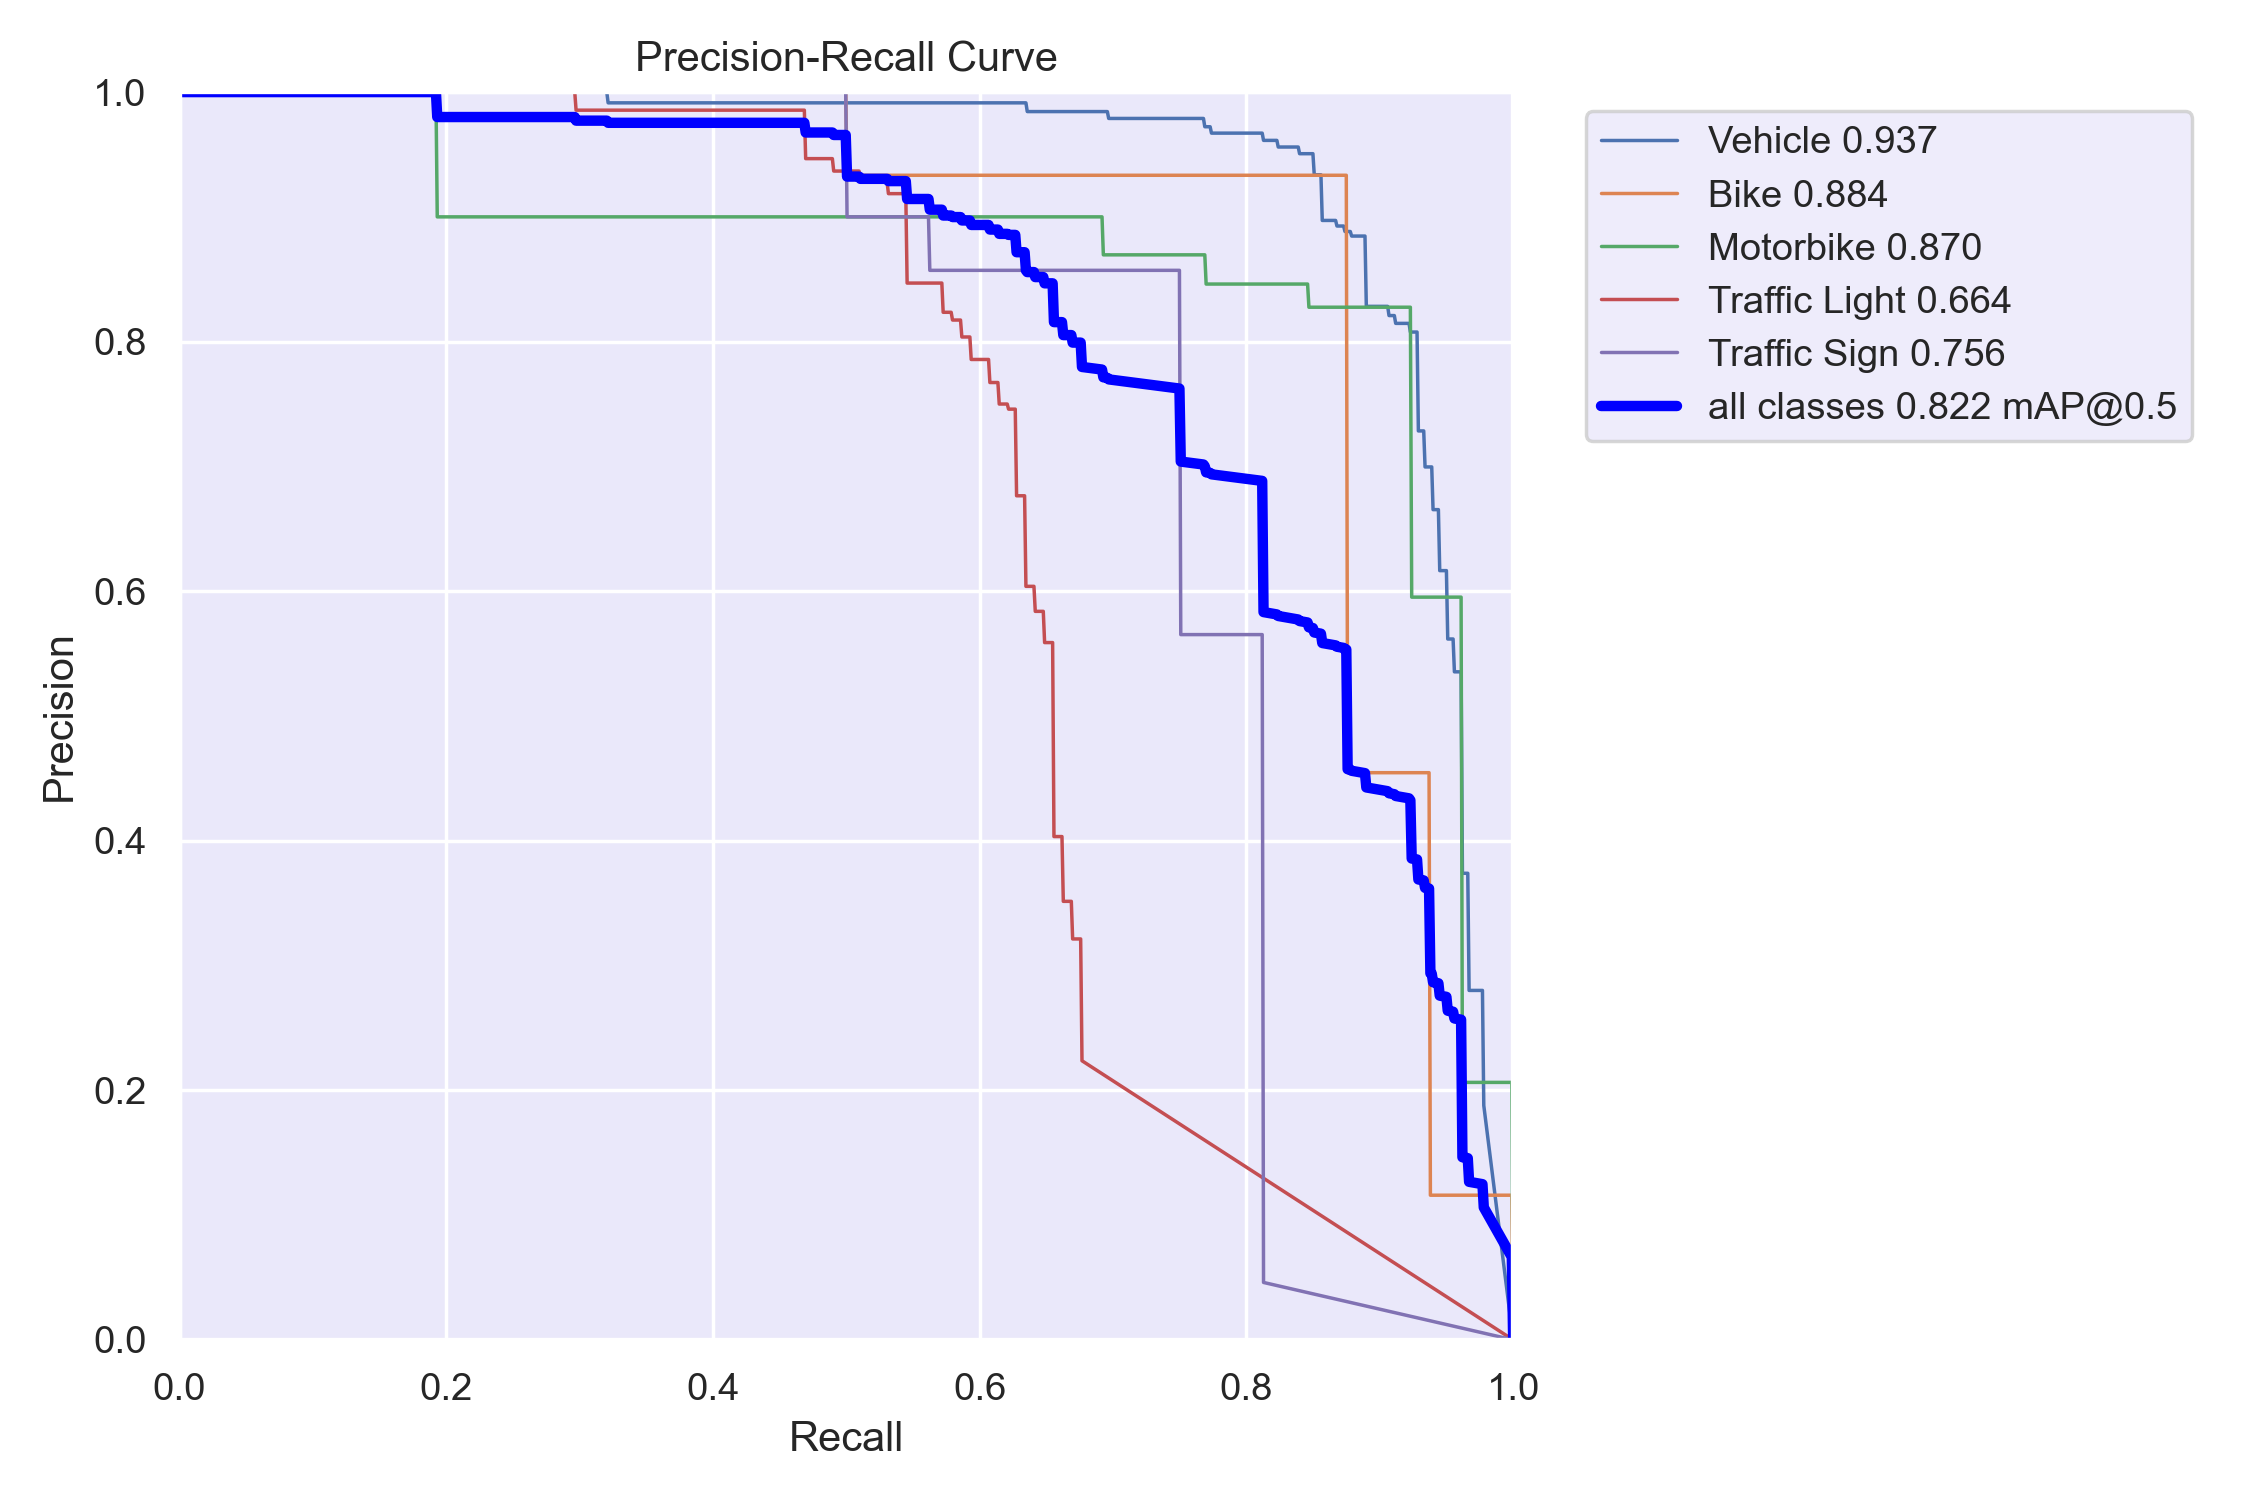 Precision-Recall Curve
1.0
0.8
0.6
0.4
0.2
0.0
Precision
0.0 0.2 0.4 0.6 0.8 1.0
Recall
Vehicle 0.937
Bike 0.884
Motorbike 0.870
Traffic Light 0.664
Traffic Sign 0.756
all classes 0.822 mAP@0.5